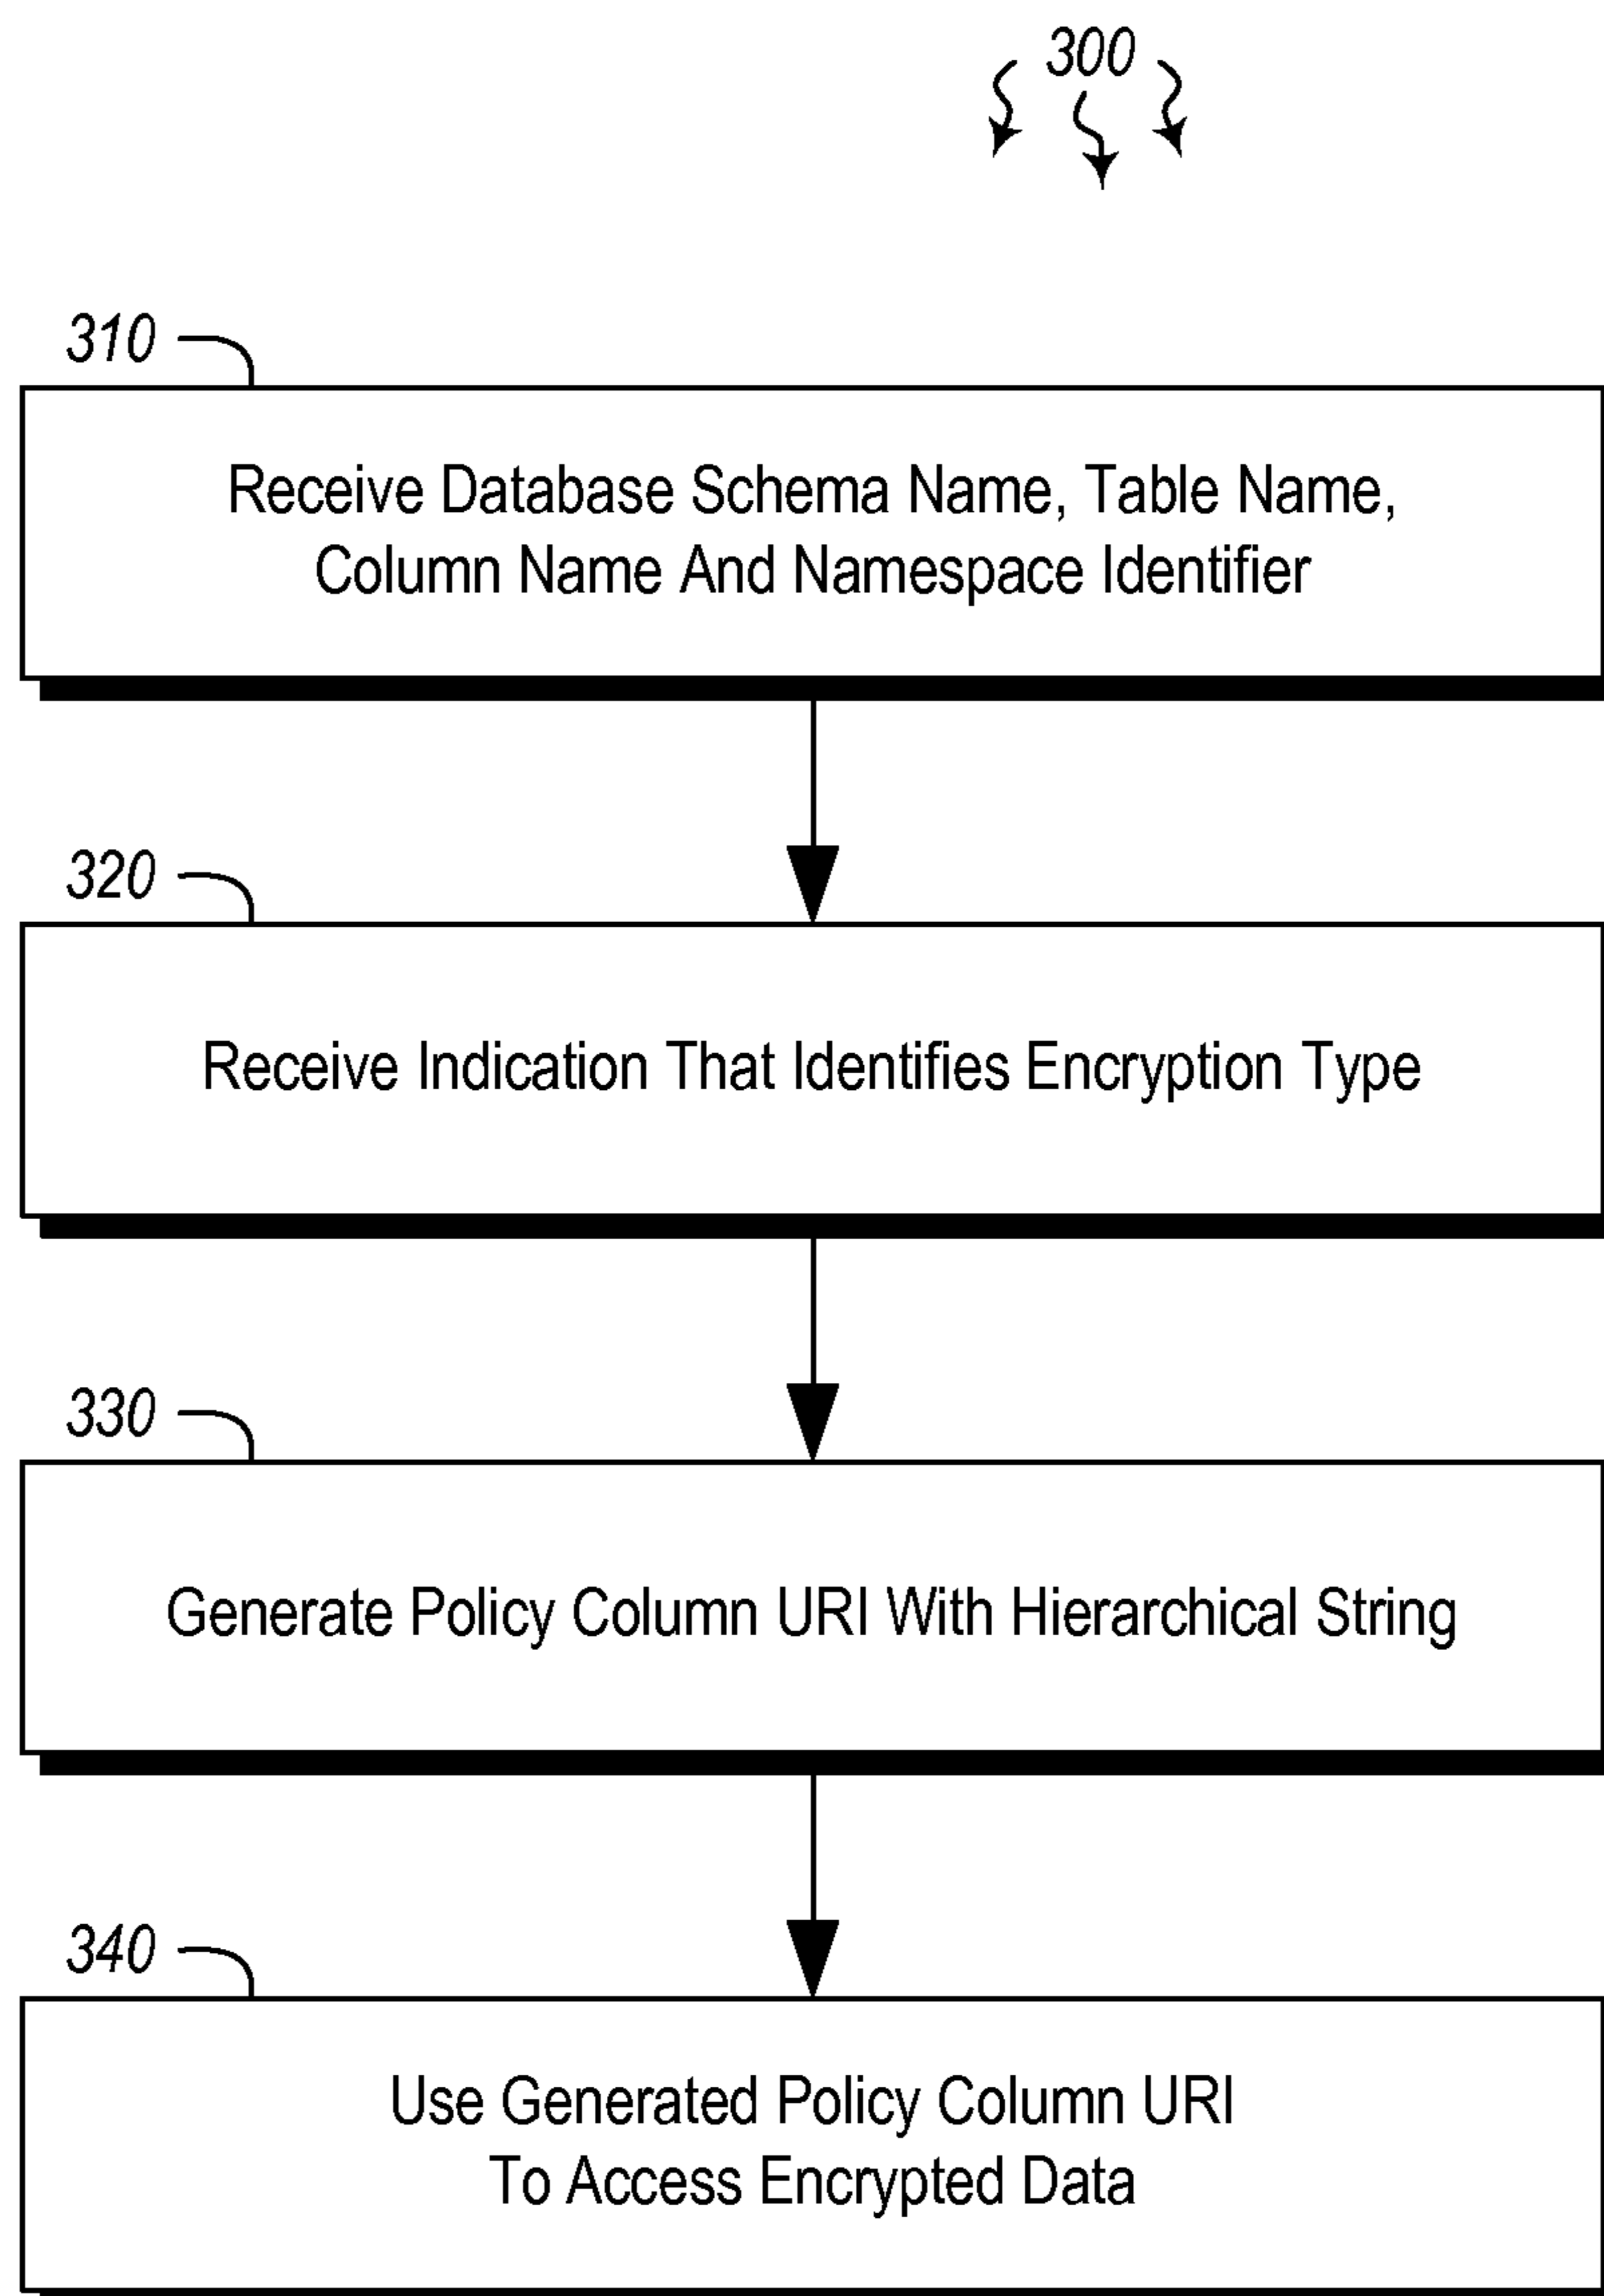 300
310
Receive Database Schema Name, Table Name,
Column Name And Namespace Identifier
320
Receive Indication That Identifies Encryption Type
330
Generate Policy Column URI With Hierarchical String
340
Use Generated Policy Column URI
To Access Encrypted Data